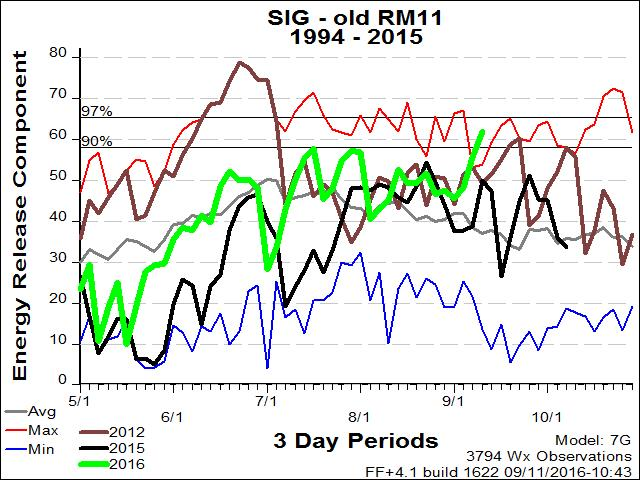 SIG - old RM11
1994 - 2015
Energy Release Component
80
70
97%
60
90%
50
40
30
20
10
0
5/1 6/1 7/1 8/1 9/1 10/1
3 Day Periods
Avg
Max
Min
2012
2015
2016
Model: 7G
3794 Wx Observations
FF+4.1 build 1622 09/11/2016-10:43